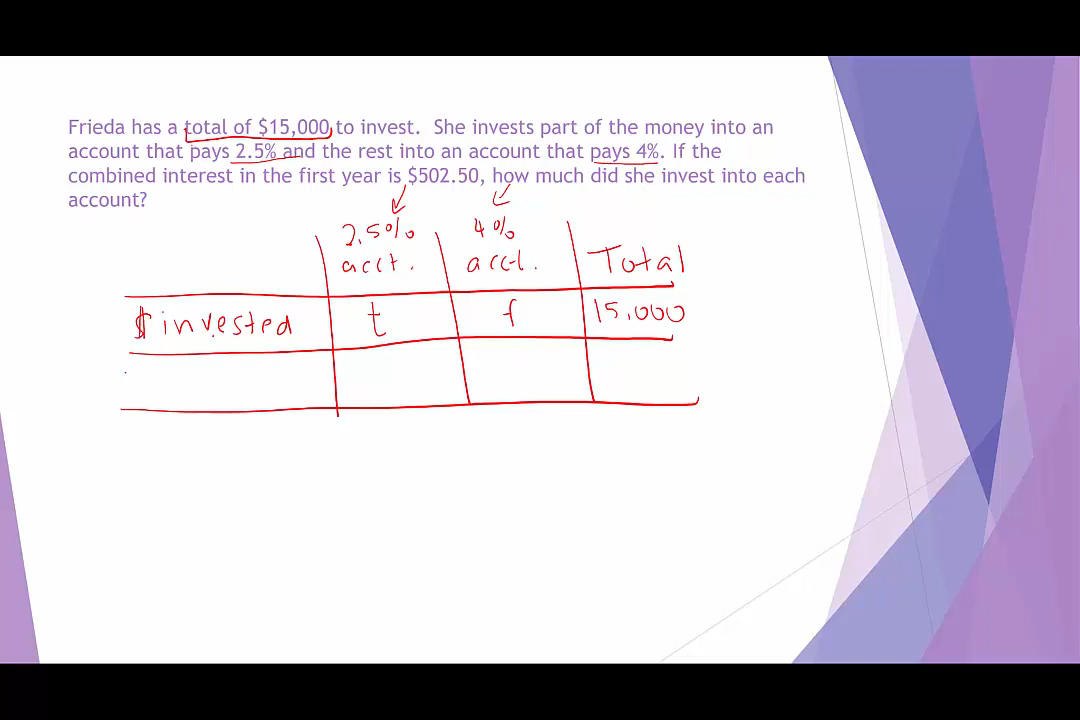 Frieda has a total of $15,000 to invest. She invests part of the money into an
account that pays 2.5% and the rest into an account that pays 4%. If the
combined interest in the first year is $502.50, how much did she invest into each
account?
2.5% 4%
acct. acct. Total
$ invested t f 15,000